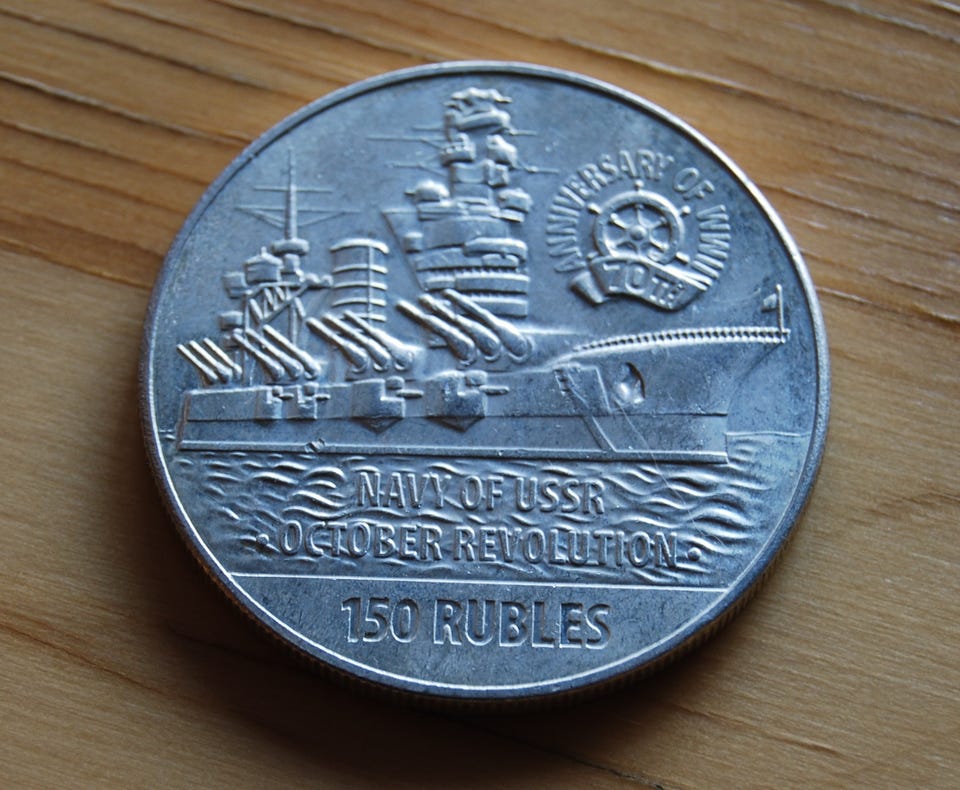 ANNIVERSARY OF WWII
70TH
NAVY OF USSR
•OCTOBER REVOLUTION•
150 RUBLES